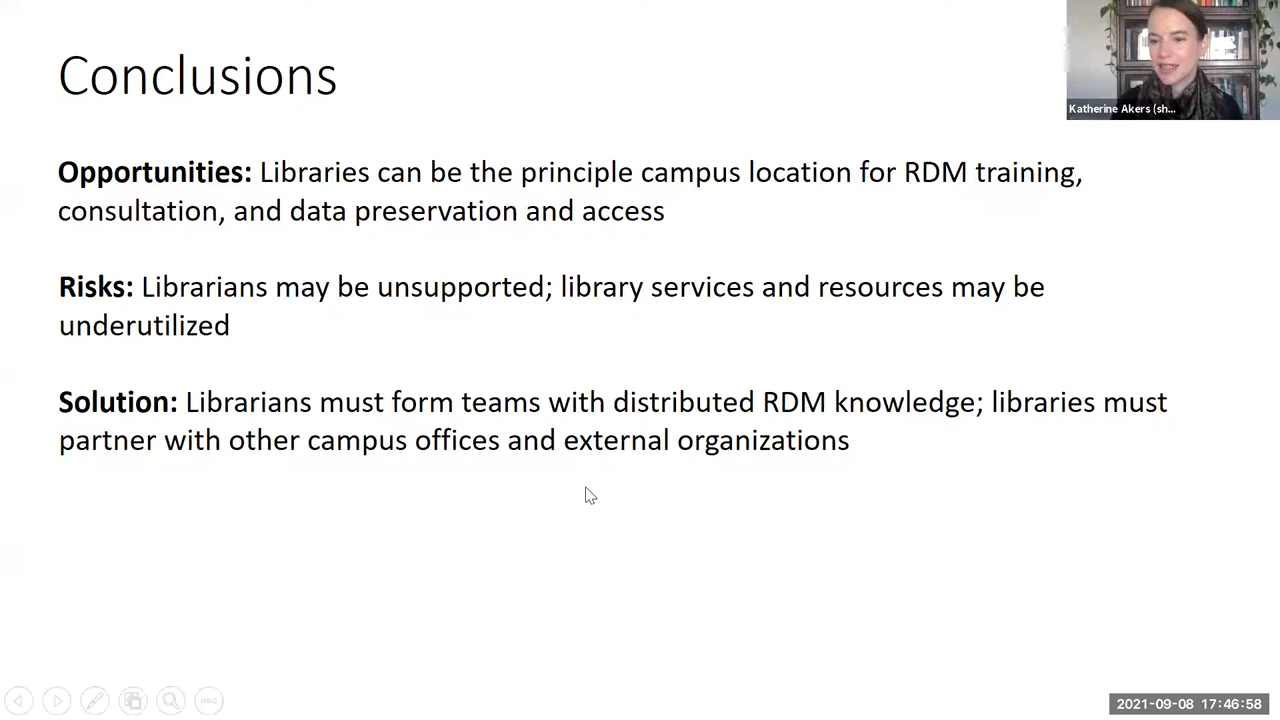 Conclusions
Katherine Akers (sh...
Opportunities: Libraries can be the principle campus location for RDM training,
consultation, and data preservation and access
Risks: Librarians may be unsupported; library services and resources may be
underutilized
Solution: Librarians must form teams with distributed RDM knowledge; libraries must
partner with other campus offices and external organizations
2021-09-08 17:46:58